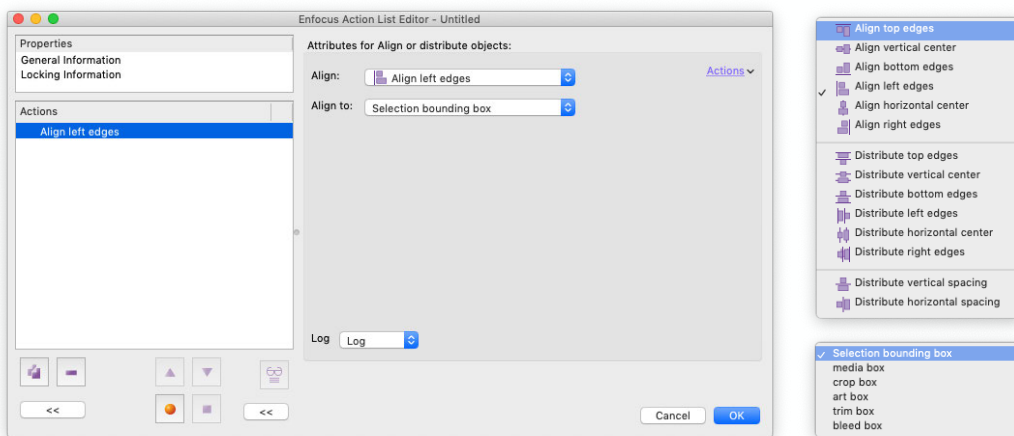 Enfocus Action List Editor - Untitled
Properties
General Information
Locking Information
Actions
Align left edges
<<
<<
Attributes for Align or distribute objects:
Align:
Align left edges
Actions
Align to:
Selection bounding box
Log
Log
Cancel
OK
Align top edges
Align vertical center
Align bottom edges
Align left edges
Align horizontal center
Align right edges
Distribute top edges
Distribute vertical center
Distribute bottom edges
Distribute left edges
Distribute horizontal center
Distribute right edges
Distribute vertical spacing
Distribute horizontal spacing
Selection bounding box
media box
crop box
art box
trim box
bleed box